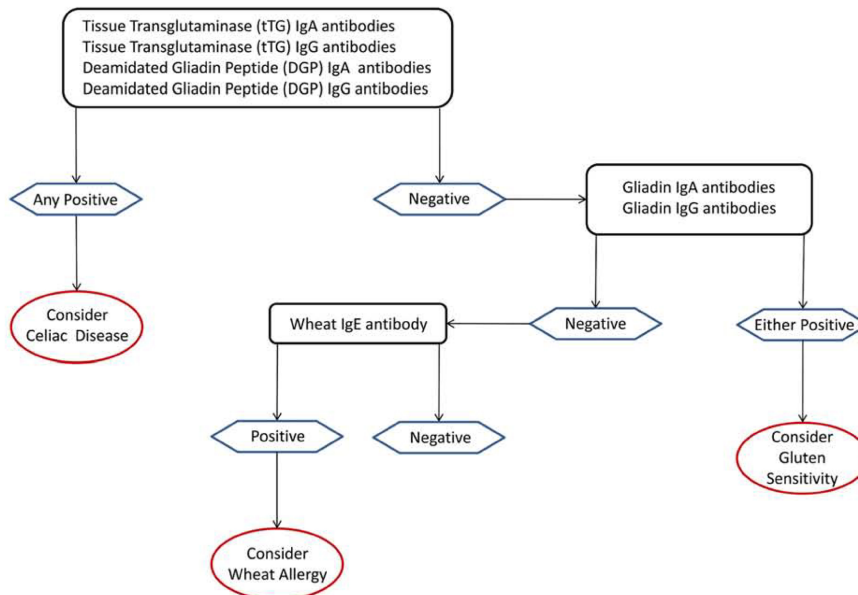 Tissue Transglutaminase (tTG) IgA antibodies
Tissue Transglutaminase (tTG) IgG antibodies
Deamidated Gliadin Peptide (DGP) IgA antibodies
Deamidated Gliadin Peptide (DGP) IgG antibodies
Any Positive
Negative
Gliadin IgA antibodies
Gliadin IgG antibodies
Consider
Celiac Disease
Wheat IgE antibody
Negative
Either Positive
Positive
Negative
Consider
Gluten
Sensitivity
Consider
Wheat Allergy